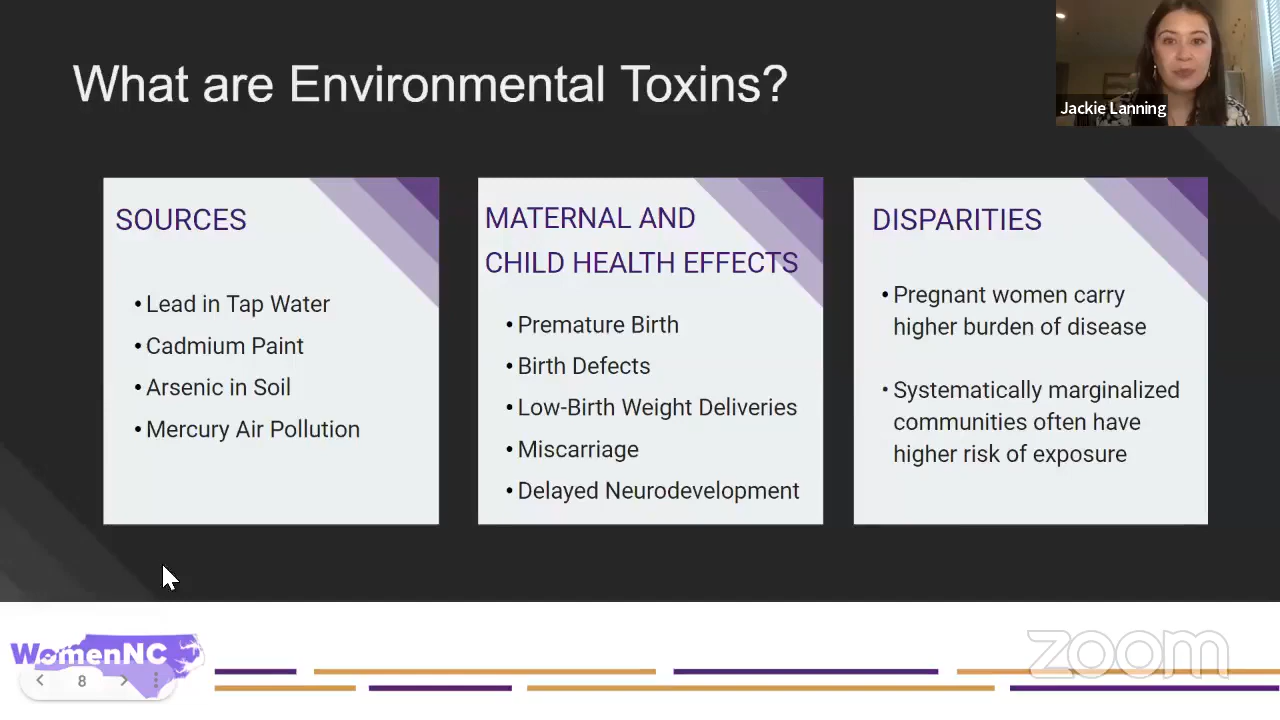 What are Environmental Toxins?
Jackie Lanning
SOURCES
• Lead in Tap Water
• Cadmium Paint
• Arsenic in Soil
• Mercury Air Pollution
MATERNAL AND
CHILD HEALTH EFFECTS
• Premature Birth
• Birth Defects
• Low-Birth Weight Deliveries
• Miscarriage
• Delayed Neurodevelopment
DISPARITIES
• Pregnant women carry
higher burden of disease
• Systematically marginalized
communities often have
higher risk of exposure
WomenNC
8
zoom